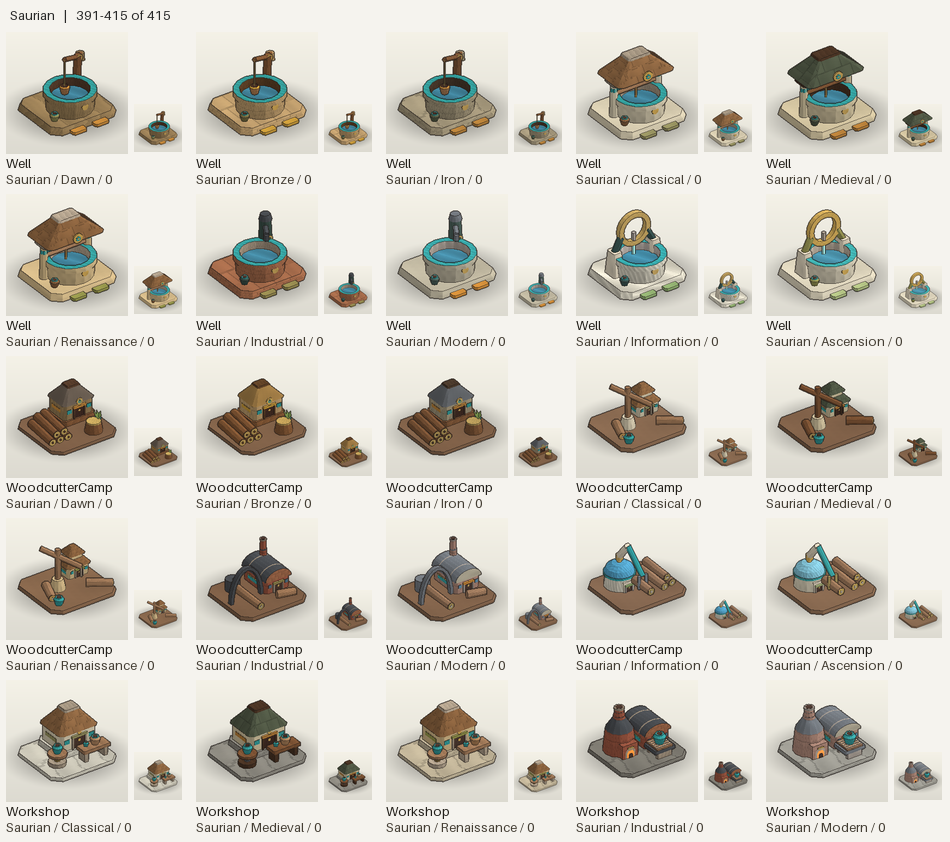 Saurian | 391-415 of 415
Well
Saurian / Dawn / 0
Well
Saurian / Bronze / 0
Well
Saurian / Iron / 0
Well
Saurian / Classical / 0
Well
Saurian / Medieval / 0
Well
Saurian / Renaissance / 0
Well
Saurian / Industrial / 0
Well
Saurian / Modern / 0
Well
Saurian / Information / 0
Well
Saurian / Ascension / 0
WoodcutterCamp
Saurian / Dawn / 0
WoodcutterCamp
Saurian / Bronze / 0
WoodcutterCamp
Saurian / Iron / 0
WoodcutterCamp
Saurian / Classical / 0
WoodcutterCamp
Saurian / Medieval / 0
WoodcutterCamp
Saurian / Renaissance / 0
WoodcutterCamp
Saurian / Industrial / 0
WoodcutterCamp
Saurian / Modern / 0
WoodcutterCamp
Saurian / Information / 0
WoodcutterCamp
Saurian / Ascension / 0
Workshop
Saurian / Classical / 0
Workshop
Saurian / Medieval / 0
Workshop
Saurian / Renaissance / 0
Workshop
Saurian / Industrial / 0
Workshop
Saurian / Modern / 0